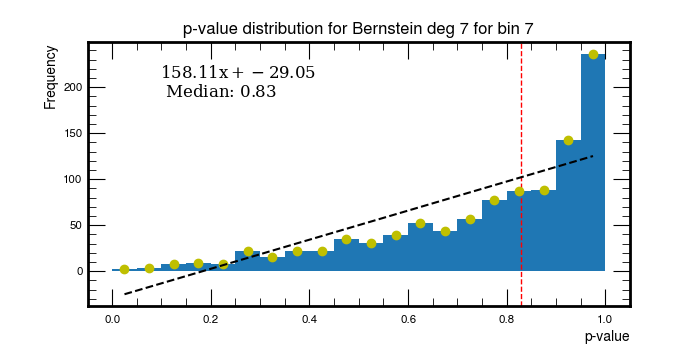 p-value distribution for Bernstein deg 7 for bin 7
Frequency
158.11x + −29.05
Median: 0.83
200
150
100
50
0
0.0 0.2 0.4 0.6 0.8 1.0
p-value